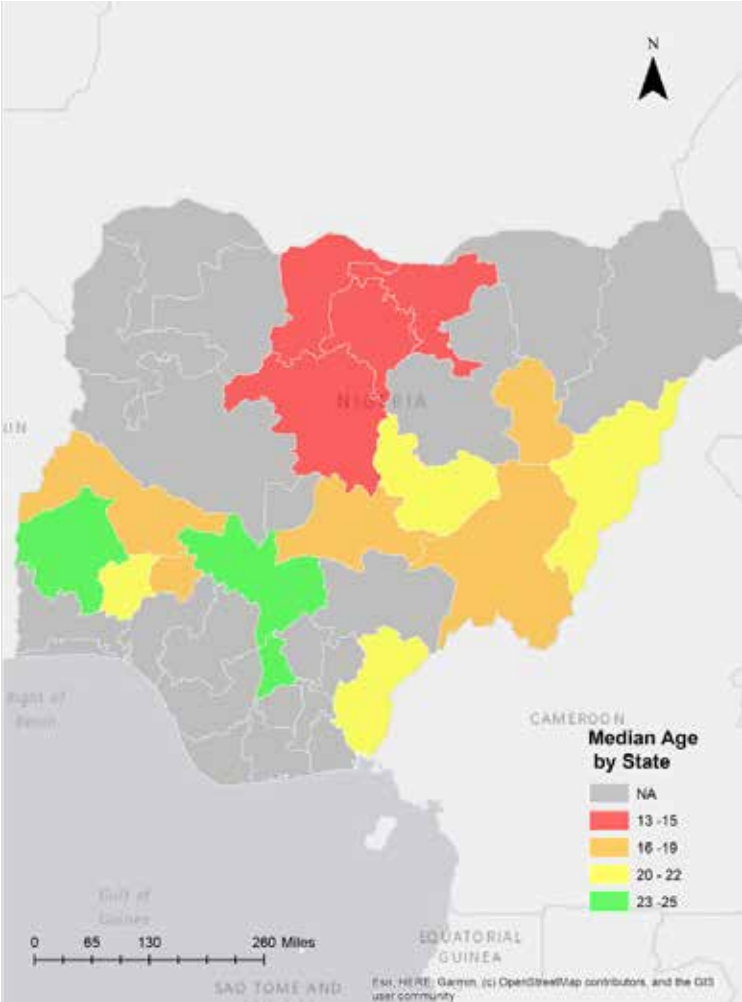 N
NIGERIA
IN
Bight of
Benin
CAMEROON
Median Age
by State
NA
13 -15
16 -19
20 - 22
23 -25
Gulf of
Guinea
0 65 130 260 Miles
EQUATORIAL
GUINEA
SAO TOME AND
Esri, HERE, Garmin, (c) OpenStreetMap contributors, and the GIS
user community